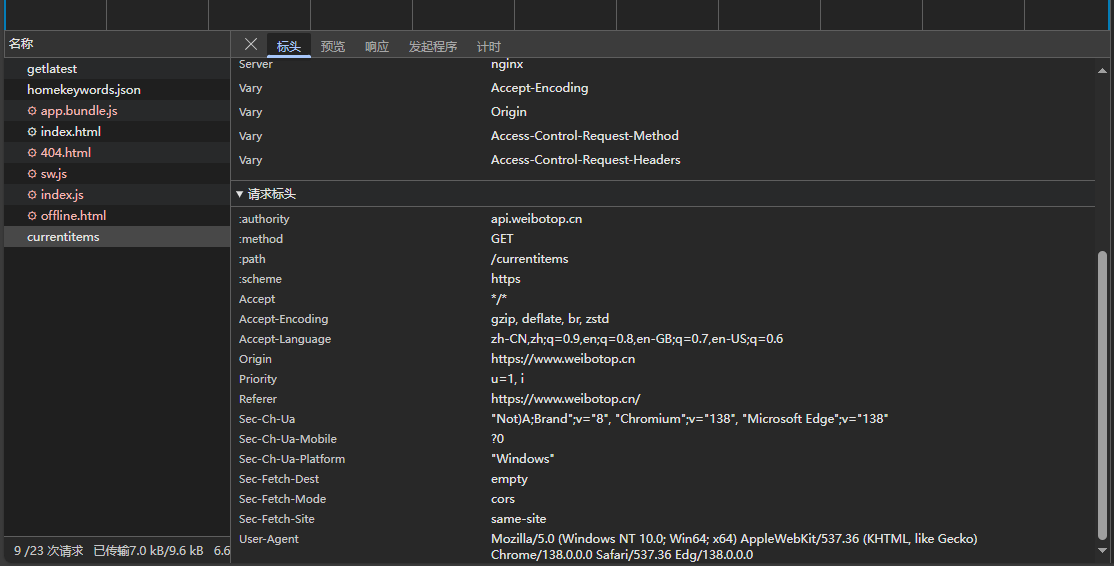 名称
标头 预览 响应 发起程序 计时
getlatest
homekeywords.json
app.bundle.js
index.html
404.html
sw.js
index.js
offline.html
currentitems
9 /23 次请求 已传输7.0 kB/9.6 kB 6.6
Server nginx
Vary Accept-Encoding
Vary Origin
Vary Access-Control-Request-Method
Vary Access-Control-Request-Headers
请求标头
:authority api.weibotop.cn
:method GET
:path /currentitems
:scheme https
Accept */*
Accept-Encoding gzip, deflate, br, zstd
Accept-Language zh-CN,zh;q=0.9,en;q=0.8,en-GB;q=0.7,en-US;q=0.6
Origin https://www.weibotop.cn
Priority u=1, i
Referer https://www.weibotop.cn/
Sec-Ch-Ua "Not)A;Brand";v="8", "Chromium";v="138", "Microsoft Edge";v="138"
Sec-Ch-Ua-Mobile ?0
Sec-Ch-Ua-Platform "Windows"
Sec-Fetch-Dest empty
Sec-Fetch-Mode cors
Sec-Fetch-Site same-site
User-Agent Mozilla/5.0 (Windows NT 10.0; Win64; x64) AppleWebKit/537.36 (KHTML, like Gecko)
Chrome/138.0.0.0 Safari/537.36 Edg/138.0.0.0